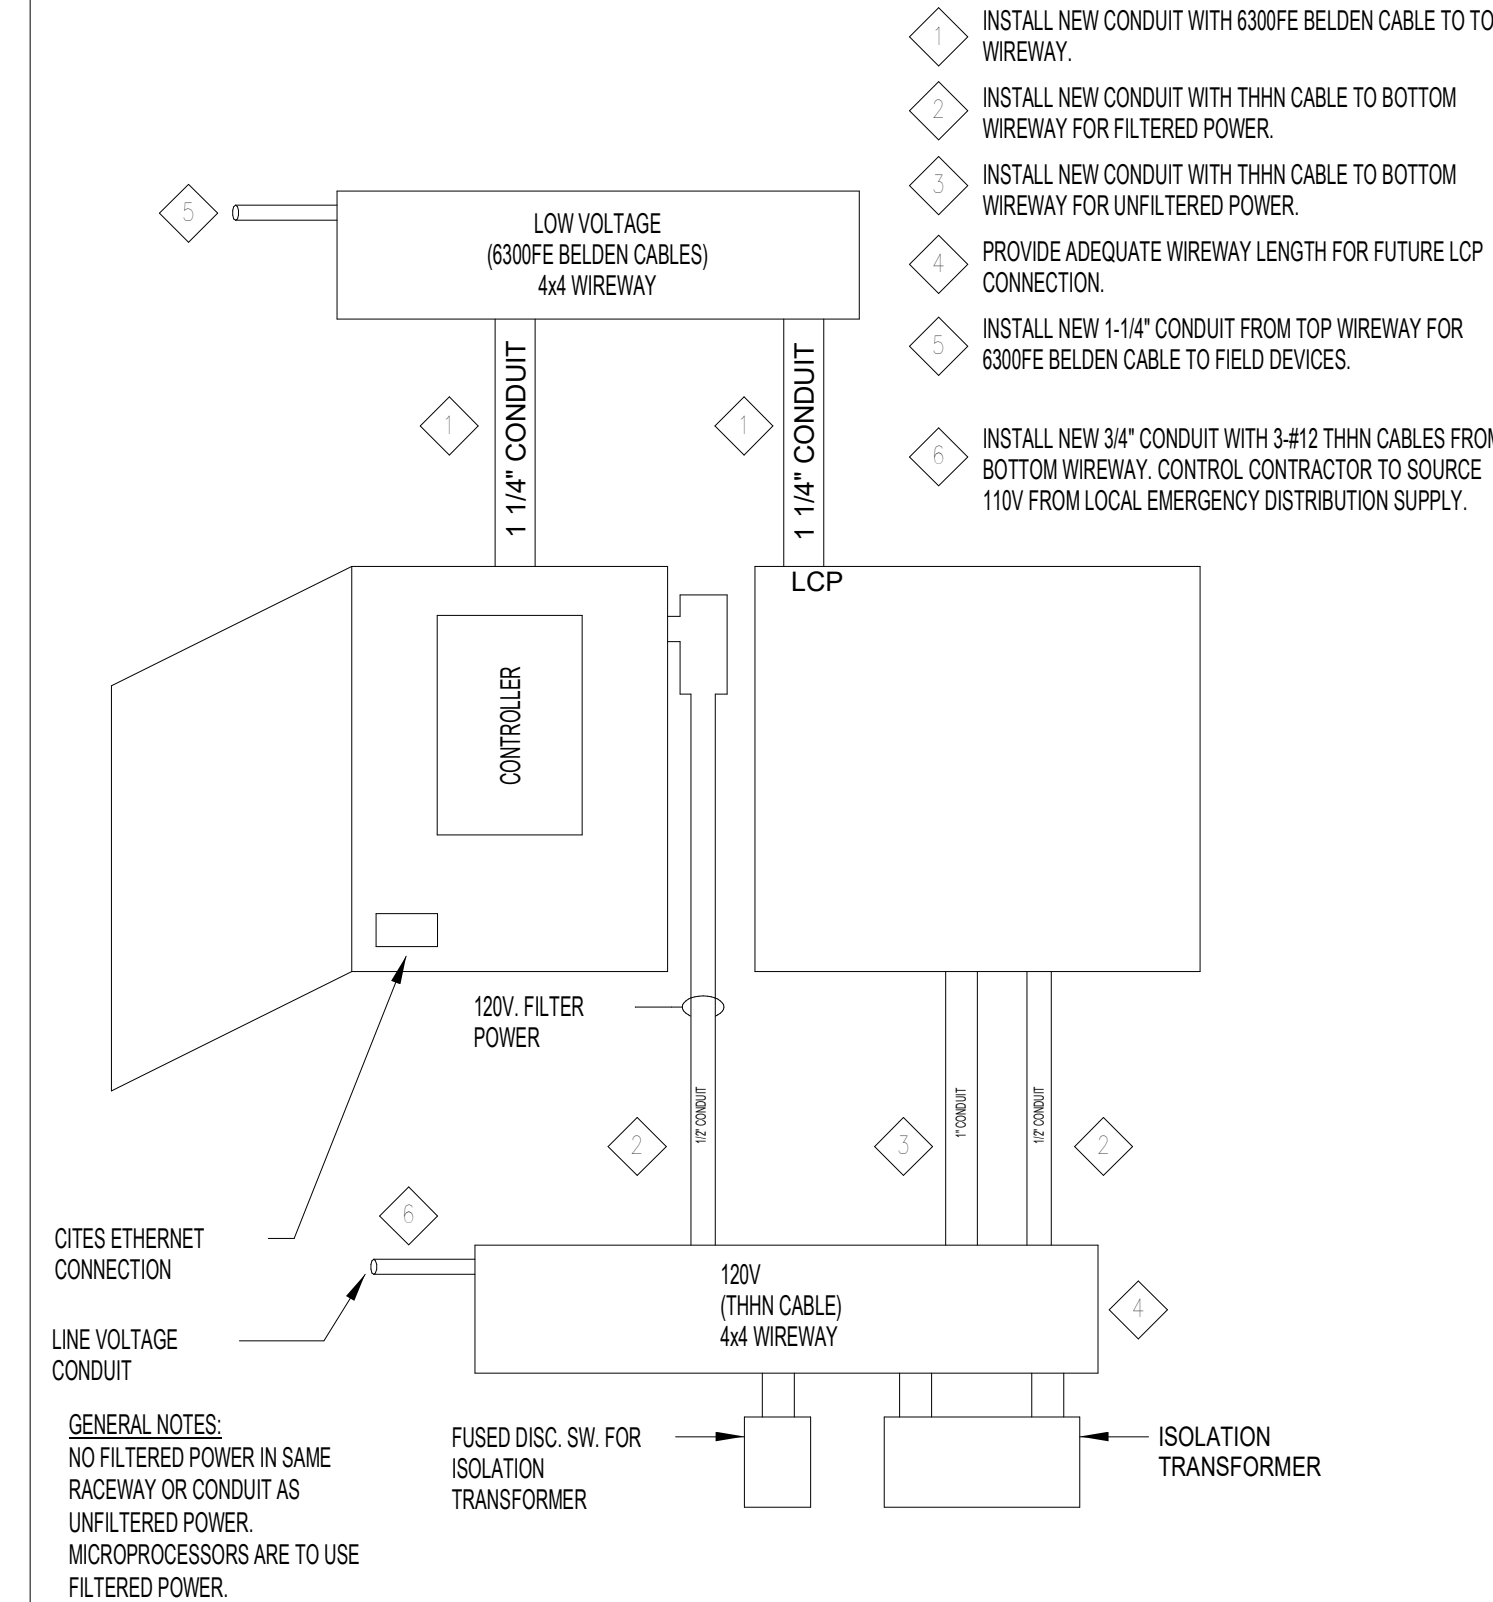 1
INSTALL NEW CONDUIT WITH 6300FE BELDEN CABLE TO
WIREWAY.
2
INSTALL NEW CONDUIT WITH THHN CABLE TO BOTTOM
WIREWAY FOR FILTERED POWER.
3
INSTALL NEW CONDUIT WITH THHN CABLE TO BOTTOM
WIREWAY FOR UNFILTERED POWER.
4
PROVIDE ADEQUATE WIREWAY LENGTH FOR FUTURE LCP
CONNECTION.
5
INSTALL NEW 1-1/4" CONDUIT FROM TOP WIREWAY FOR
6300FE BELDEN CABLE TO FIELD DEVICES.
6
INSTALL NEW 3/4" CONDUIT WITH 3-#12 THHN CABLES FROM
BOTTOM WIREWAY. CONTROL CONTRACTOR TO SOURCE
110V FROM LOCAL EMERGENCY DISTRIBUTION SUPPLY.
5
LOW VOLTAGE
(6300FE BELDEN CABLES)
4x4 WIREWAY
1
1 1/4" CONDUIT
1
1 1/4" CONDUIT
LCP
CONTROLLER
120V. FILTER
POWER
2
1/2" CONDUIT
3
1" CONDUIT
1/2" CONDUIT
2
CITES ETHERNET
CONNECTION
6
LINE VOLTAGE
CONDUIT
120V
(THHN CABLE)
4x4 WIREWAY
4
GENERAL NOTES:
NO FILTERED POWER IN SAME
RACEWAY OR CONDUIT AS
UNFILTERED POWER.
MICROPROCESSORS ARE TO USE
FILTERED POWER.
FUSED DISC. SW. FOR
ISOLATION
TRANSFORMER
ISOLATION
TRANSFORMER